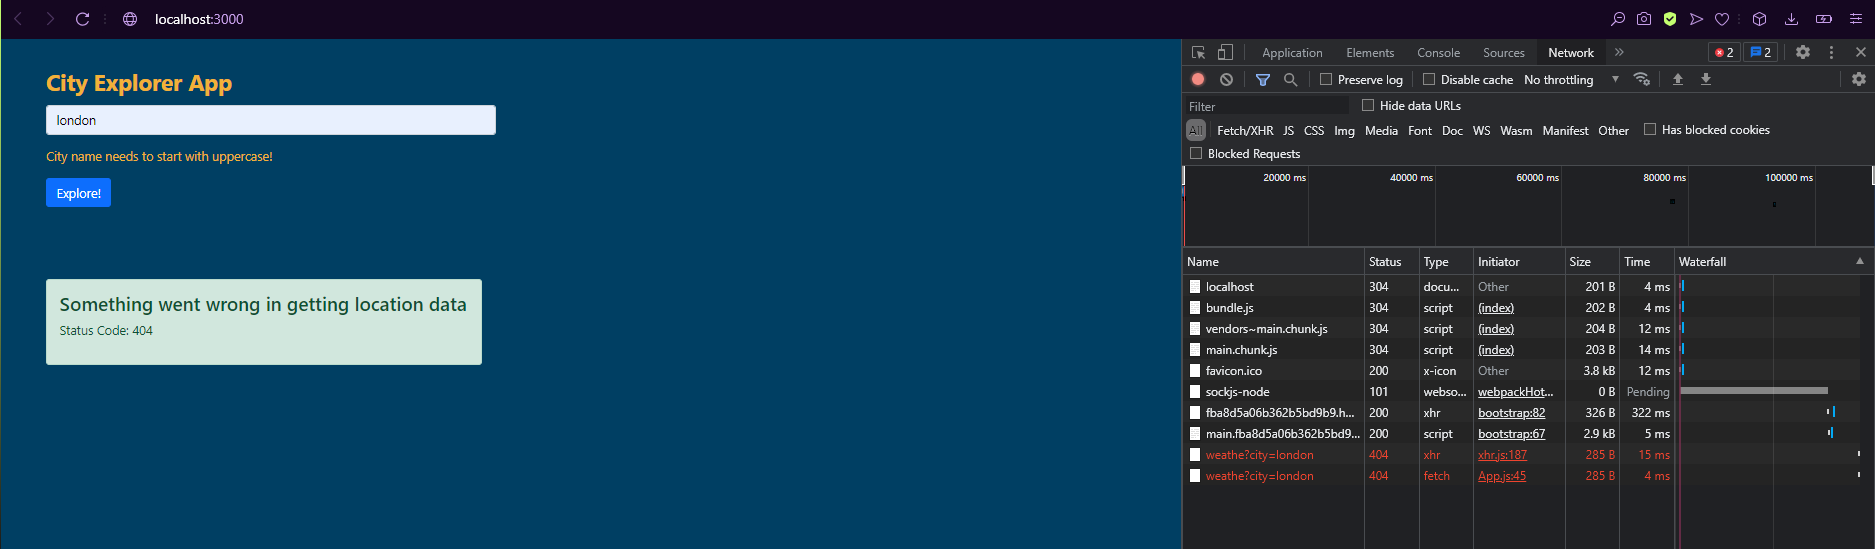 localhost:3000
City Explorer App
london
City name needs to start with uppercase!
Explore!
Something went wrong in getting location data
Status Code: 404
Application Elements Console Sources Network 2 2
Preserve log Disable cache No throttling
Filter Hide data URLs
All Fetch/XHR JS CSS Img Media Font Doc WS Wasm Manifest Other Has blocked cookies
Blocked Requests
20000 ms 40000 ms 60000 ms 80000 ms 100000 ms
Name Status Type Initiator Size Time Waterfall
localhost 304 docu... Other 201 B 4 ms
bundle.js 304 script (index) 202 B 4 ms
vendors~main.chunk.js 304 script (index) 204 B 12 ms
main.chunk.js 304 script (index) 203 B 14 ms
favicon.ico 200 x-icon Other 3.8 kB 12 ms
sockjs-node 101 webso... webpackHot... 0 B Pending
fba8d5a06b362b5bd9b9.h... 200 xhr bootstrap:82 326 B 322 ms
main.fba8d5a06b362b5bd9... 200 script bootstrap:67 2.9 kB 5 ms
weathe?city=london 404 xhr xhr.js:187 285 B 15 ms
weathe?city=london 404 fetch App.js:45 285 B 4 ms